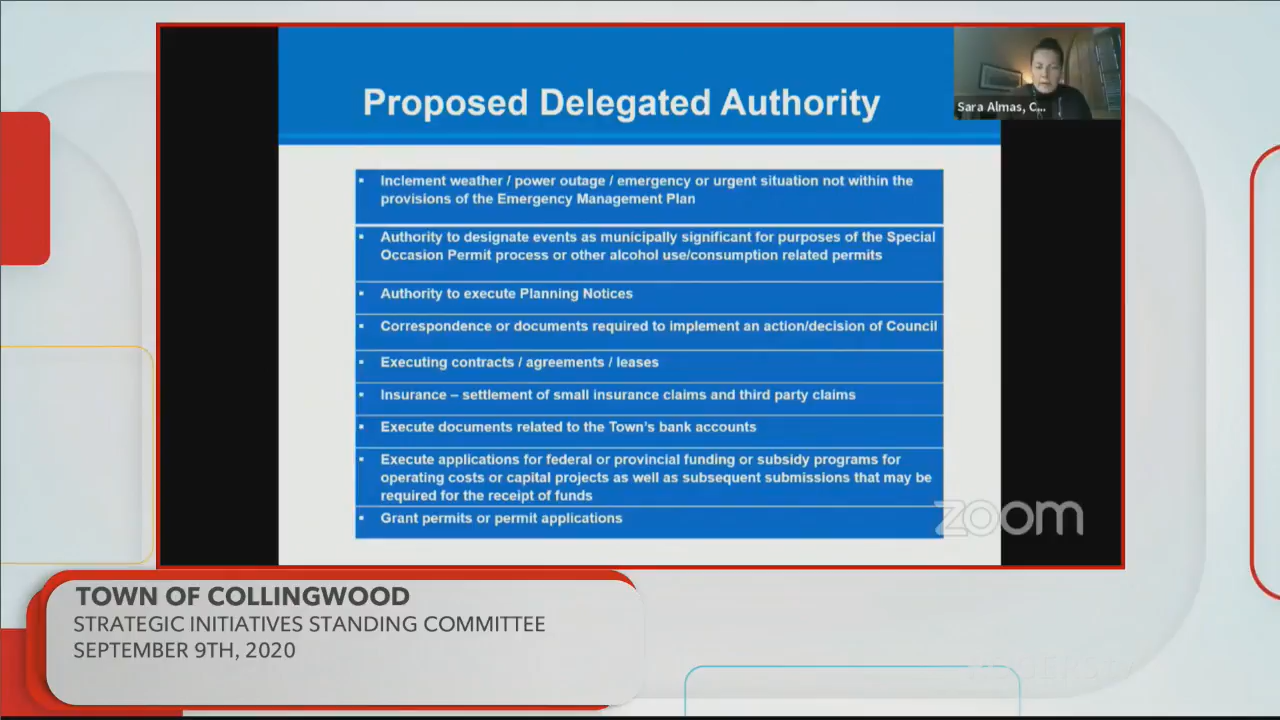 Proposed Delegated Authority
Sara Almas, C...
▪ Inclement weather / power outage / emergency or urgent situation not within the
provisions of the Emergency Management Plan
▪ Authority to designate events as municipally significant for purposes of the Special
Occasion Permit process or other alcohol use/consumption related permits
▪ Authority to execute Planning Notices
▪ Correspondence or documents required to implement an action/decision of Council
▪ Executing contracts / agreements / leases
▪ Insurance – settlement of small insurance claims and third party claims
▪ Execute documents related to the Town's bank accounts
▪ Execute applications for federal or provincial funding or subsidy programs for
operating costs or capital projects as well as subsequent submissions that may be
required for the receipt of funds
▪ Grant permits or permit applications
zoom
TOWN OF COLLINGWOOD
STRATEGIC INITIATIVES STANDING COMMITTEE
SEPTEMBER 9TH, 2020